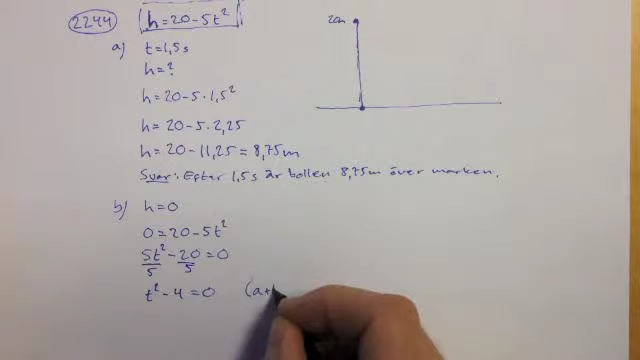 2244
h = 20 - 5t²
20m
a) t = 1,5 s
h = ?
h = 20 - 5 · 1,5²
h = 20 - 5 · 2,25
h = 20 - 11,25 = 8,75m
Svar: Efter 1,5 s är bollen 8,75m över marken.
b) h = 0
0 = 20 - 5t²
5t²/5 - 20/5 = 0
t² - 4 = 0 (a+